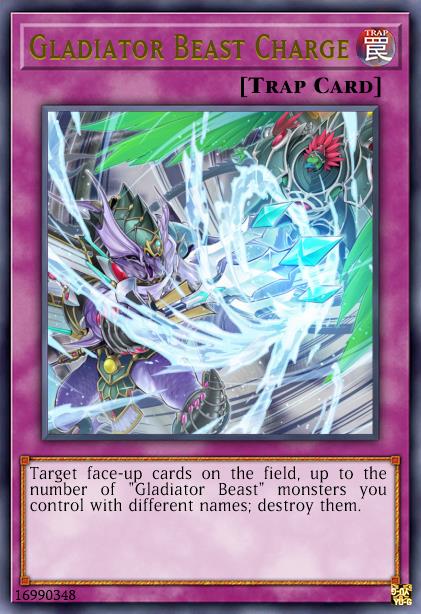 Gladiator Beast Charge
TRAP
罠
[Trap Card]
Target face-up cards on the field, up to the
number of "Gladiator Beast" monsters you
control with different names; destroy them.
16990348